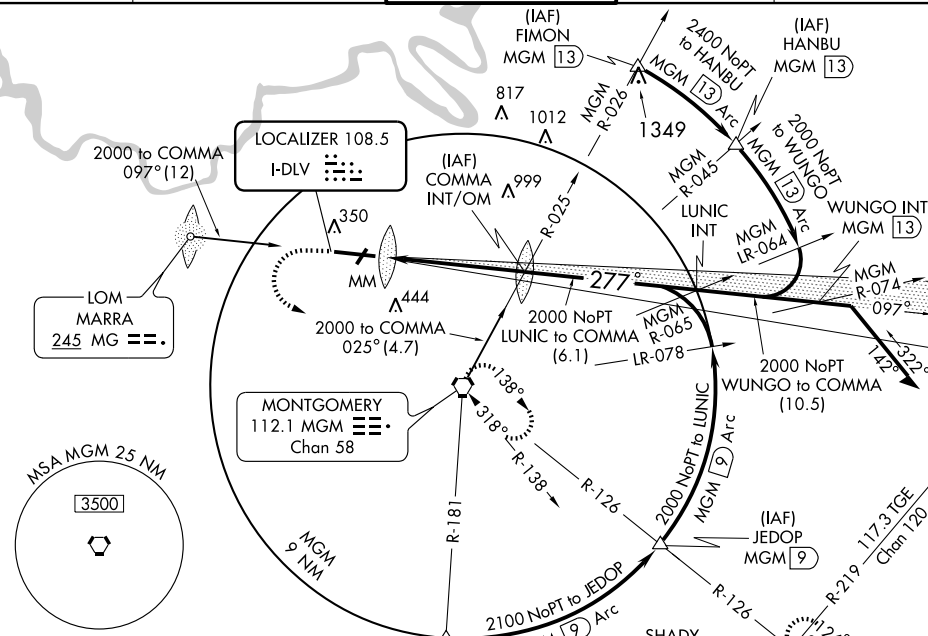 (IAF)
FIMON
MGM 13
2400 NoPT
to HANBU
MGM 13 Arc
(IAF)
HANBU
MGM 13
817
1012
1349
MGM
R-026
2000 NoPT
to WUNGO
MGM 13 Arc
MGM
R-045
2000 to COMMA
097° (12)
LOCALIZER 108.5
I-DLV
(IAF)
COMMA
INT/OM
999
R-025
350
LUNIC
INT
MGM
LR-064
WUNGO INT
MGM 13
MGM
R-074
097°
LOM
MARRA
245 MG
MM
444
277°
2000 to COMMA
025° (4.7)
2000 NoPT
LUNIC to COMMA
(6.1)
MGM
R-065
LR-078
2000 NoPT
WUNGO to COMMA
(10.5)
142°
322°
MONTGOMERY
112.1 MGM
Chan 58
138°
318°
R-138
R-126
2000 NoPT to LUNIC
MGM 9 Arc
MSA MGM 25 NM
3500
R-181
MGM
9 NM
(IAF)
JEDOP
MGM 9
2100 NoPT to JEDOP
9 Arc
R-126
R-219
117.3 TGE
Chan 120